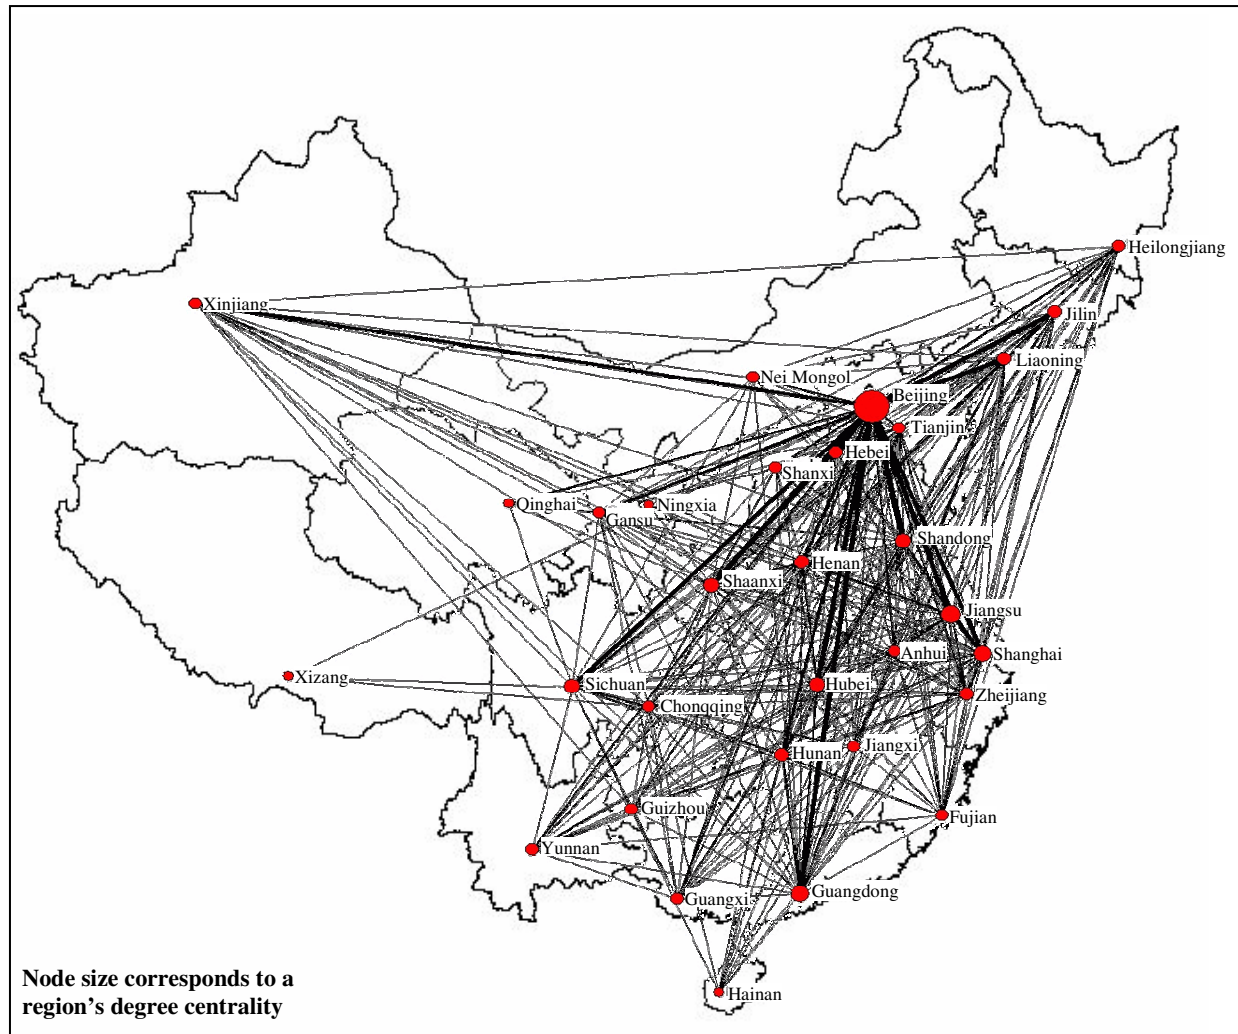 Heilongjiang
Xinjiang
Jilin
Liaoning
Nei Mongol
Beijing
Tianjin
Hebei
Shanxi
Qinghai
Ningxia
Gansu
Shandong
Henan
Shaanxi
Jiangsu
Anhui
Shanghai
Xizang
Sichuan
Hubei
Zheijiang
Chonqqing
Hunan
Jiangxi
Guizhou
Fujian
Yunnan
Guangdong
Guangxi
Node size corresponds to a
region's degree centrality
Hainan